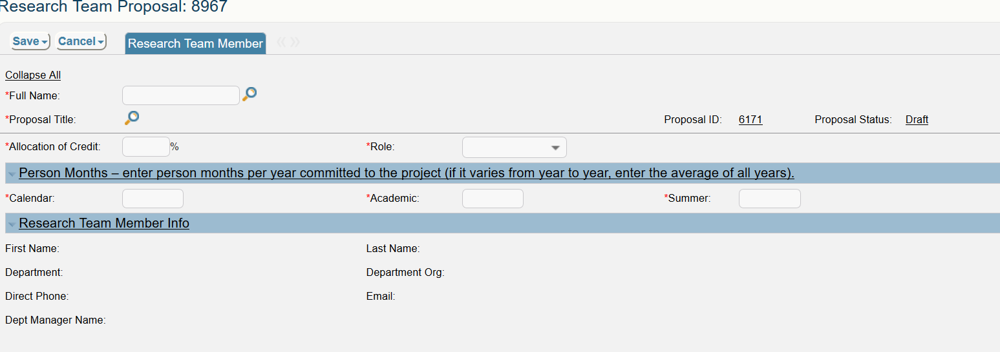 Research Team Proposal: 8967
Save Cancel Research Team Member
Collapse All
*Full Name:
*Proposal Title: Proposal ID: 6171 Proposal Status: Draft
*Allocation of Credit: % *Role:
Person Months – enter person months per year committed to the project (if it varies from year to year, enter the average of all years).
*Calendar: *Academic: *Summer:
Research Team Member Info
First Name: Last Name:
Department: Department Org:
Direct Phone: Email:
Dept Manager Name: